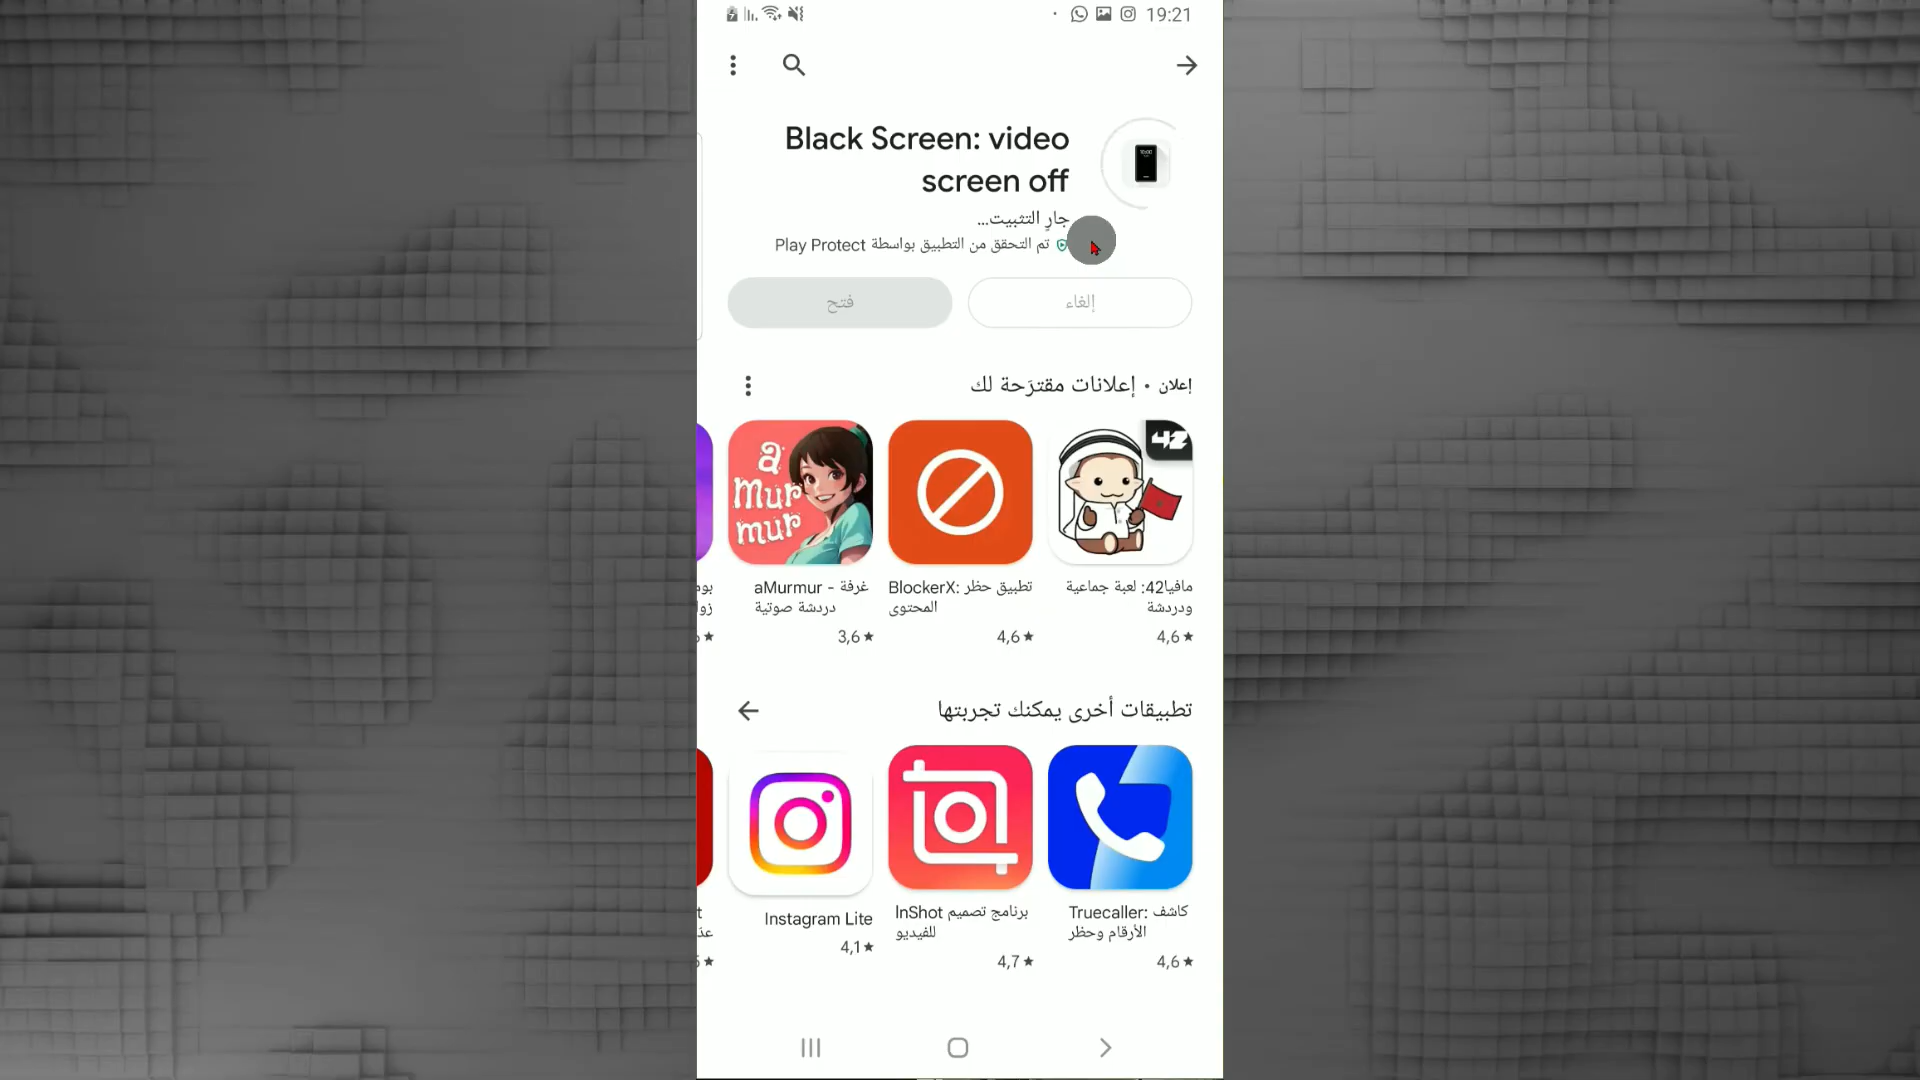 19:21
Black Screen: video
screen off
جارٍ التثبيت...
تم التحقق من التطبيق بواسطة Play Protect
إلغاء
فتح
إعلان • إعلانات مقترَحة لك
42
a
Mur
mur
مافيا42: لعبة جماعية
ودردشة
4,6★
تطبيق حظر :BlockerX
المحتوى
4,6★
غرفة - aMurmur
دردشة صوتية
3,6★
تطبيقات أخرى يمكنك تجربتها
كاشف :Truecaller
الأرقام وحظر
4,6★
برنامج تصميم InShot
للفيديو
4,7★
Instagram Lite
4,1★